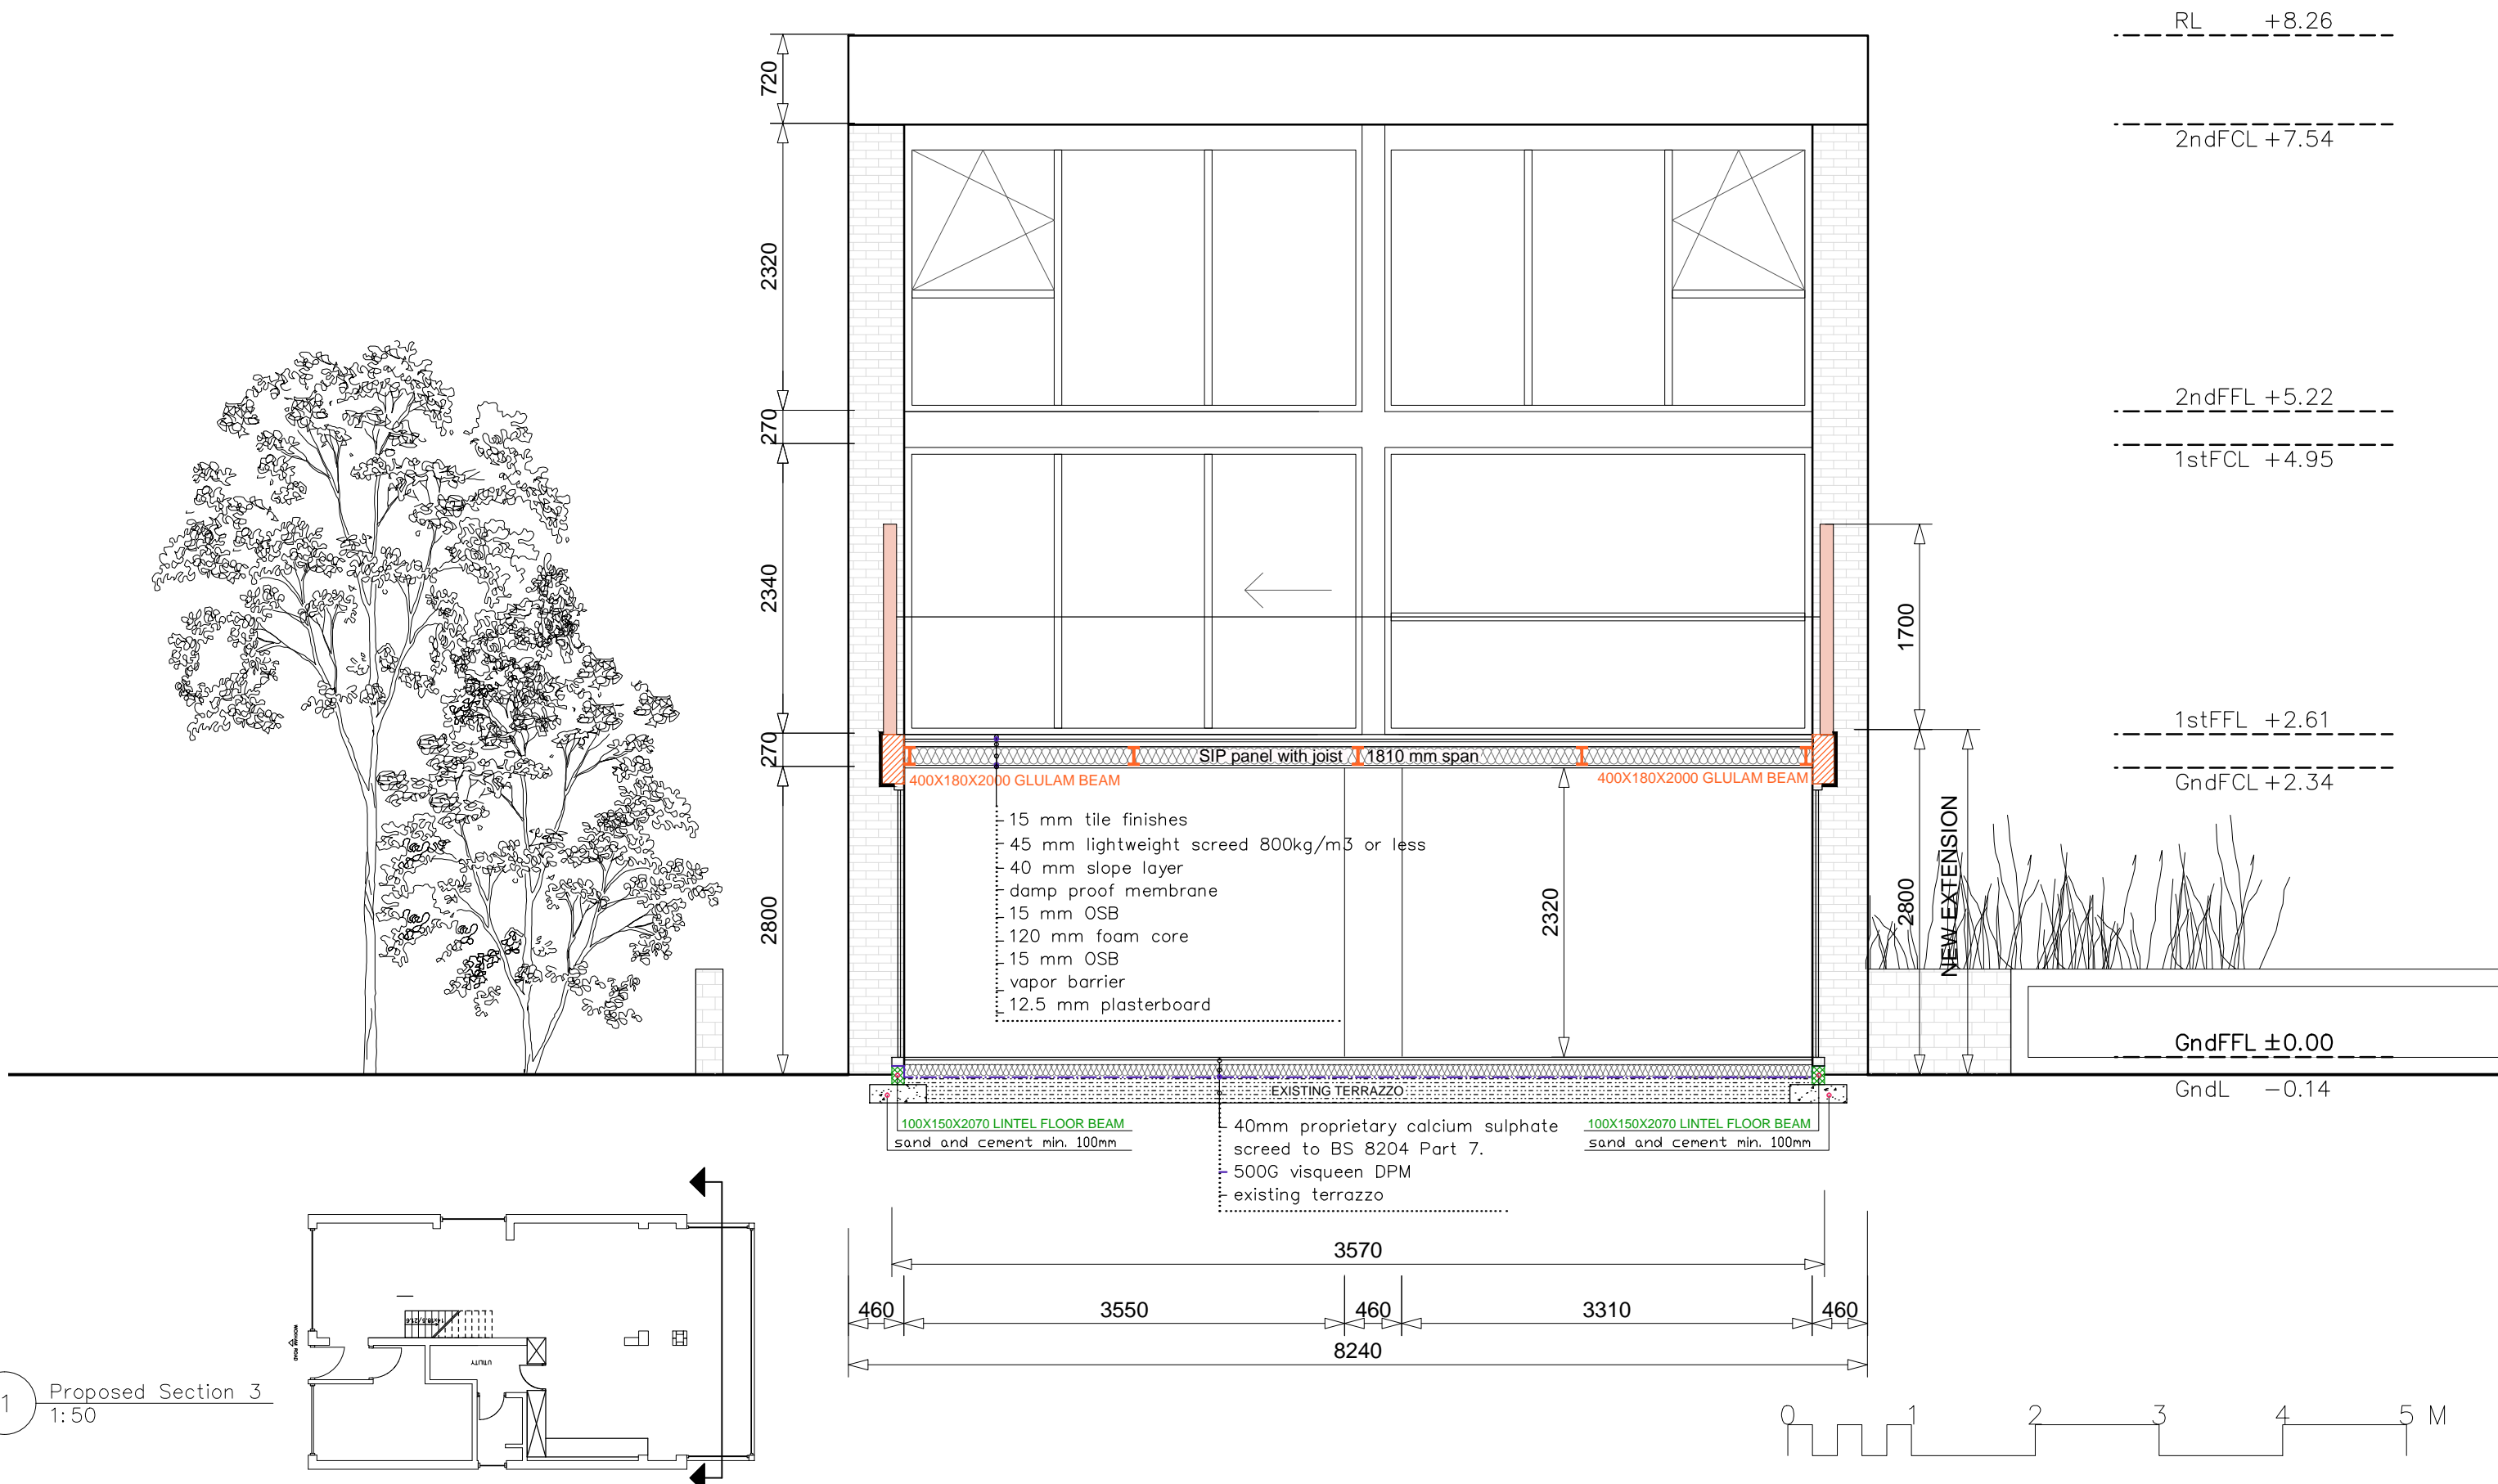 RL +8.26
2ndFCL +7.54
2ndFFL +5.22
1stFCL +4.95
1stFFL +2.61
GndFCL +2.34
GndFFL ±0.00
GndL -0.14
720
2320
270
2340
270
2800
1700
2800
NEW EXTENSION
SIP panel with joist 1810 mm span
400X180X2000 GLULAM BEAM
400X180X2000 GLULAM BEAM
15 mm tile finishes
45 mm lightweight screed 800kg/m3 or less
40 mm slope layer
damp proof membrane
15 mm OSB
120 mm foam core
15 mm OSB
vapor barrier
12.5 mm plasterboard
2320
EXISTING TERRAZZO
100X150X2070 LINTEL FLOOR BEAM
sand and cement min. 100mm
100X150X2070 LINTEL FLOOR BEAM
sand and cement min. 100mm
40mm proprietary calcium sulphate
screed to BS 8204 Part 7.
500G visqueen DPM
existing terrazzo
3570
460 3550 460 3310 460
8240
UTILITY
1 Proposed Section 3
1:50
0 1 2 3 4 5 M